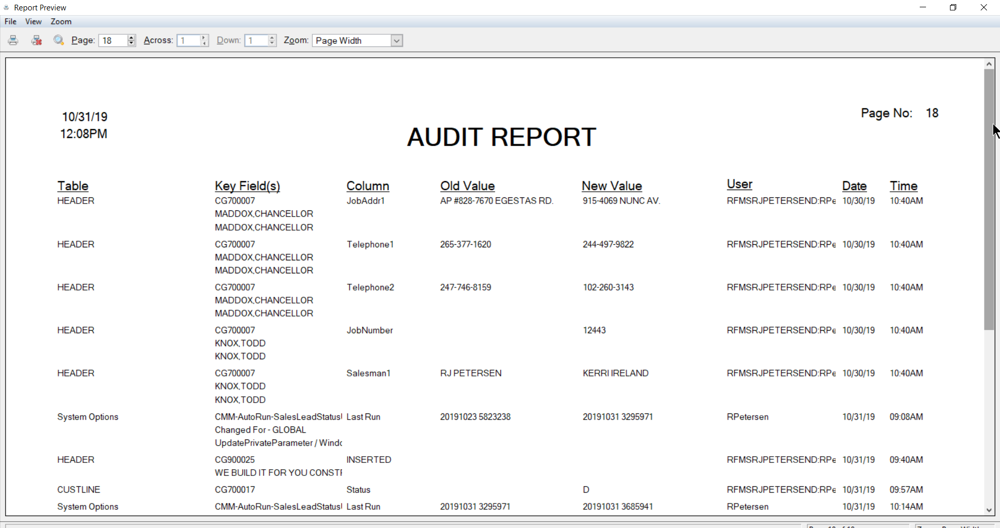 Report Preview
File View Zoom
Page: 18 Across: 1 Down: 1 Zoom: Page Width
10/31/19 Page No: 18
12:08PM
AUDIT REPORT
Table Key Field(s) Column Old Value New Value User Date Time
HEADER CG700007 JobAddr1 AP #828-7670 EGESTAS RD. 915-4069 NUNC AV. RFMSRJPETERSEND:RPe 10/30/19 10:40AM
MADDOX,CHANCELLOR
MADDOX,CHANCELLOR
HEADER CG700007 Telephone1 265-377-1620 244-497-9822 RFMSRJPETERSEND:RPe 10/30/19 10:40AM
MADDOX,CHANCELLOR
MADDOX,CHANCELLOR
HEADER CG700007 Telephone2 247-746-8159 102-260-3143 RFMSRJPETERSEND:RPe 10/30/19 10:40AM
MADDOX,CHANCELLOR
MADDOX,CHANCELLOR
HEADER CG700007 JobNumber 12443 RFMSRJPETERSEND:RPe 10/30/19 10:40AM
KNOX,TODD
KNOX,TODD
HEADER CG700007 Salesman1 RJ PETERSEN KERRI IRELAND RFMSRJPETERSEND:RPe 10/30/19 10:40AM
KNOX,TODD
KNOX,TODD
System Options CMM-AutoRun-SalesLeadStatus Last Run 20191023 5823238 20191031 3295971 RPetersen 10/31/19 09:08AM
Changed For - GLOBAL
UpdatePrivateParameter / Windo
HEADER CG900025 INSERTED RFMSRJPETERSEND:RPe 10/31/19 09:40AM
WE BUILD IT FOR YOU CONST
CUSTLINE CG700017 Status D RFMSRJPETERSEND:RPe 10/31/19 09:57AM
System Options CMM-AutoRun-SalesLeadStatus Last Run 20191031 3295971 20191031 3685941 RPetersen 10/31/19 10:14AM